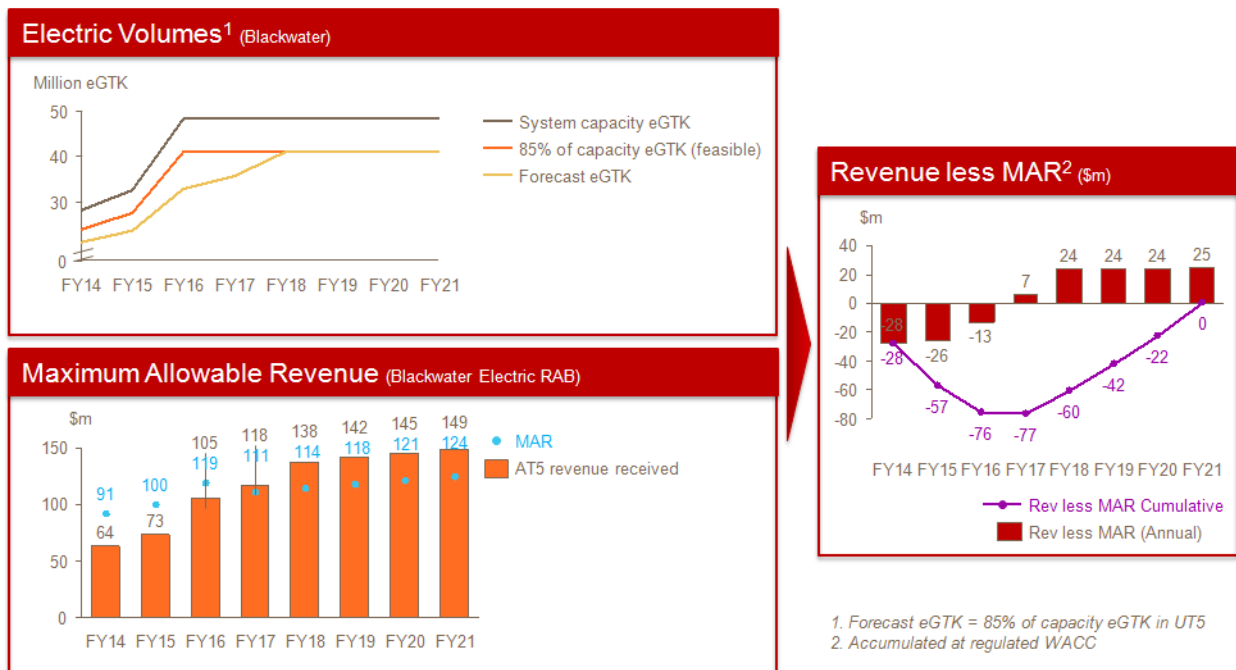 Electric Volumes1 (Blackwater)
Million eGTK
50
40
30
0
FY14 FY15 FY16 FY17 FY18 FY19 FY20 FY21
System capacity eGTK
85% of capacity eGTK (feasible)
Forecast eGTK
Maximum Allowable Revenue (Blackwater Electric RAB)
$m
150
100
50
0
91 100 119 111 114 118 121 124
64 73 105 118 138 142 145 149
FY14 FY15 FY16 FY17 FY18 FY19 FY20 FY21
MAR
AT5 revenue received
Revenue less MAR2 ($m)
$m
40
20
0
-20
-40
-60
-80
-28 -26 -13 7 24 24 24 25
-28 -57 -76 -77 -60 -42 -22 0
FY14 FY15 FY16 FY17 FY18 FY19 FY20 FY21
Rev less MAR Cumulative
Rev less MAR (Annual)
1. Forecast eGTK = 85% of capacity eGTK in UT5
2. Accumulated at regulated WACC